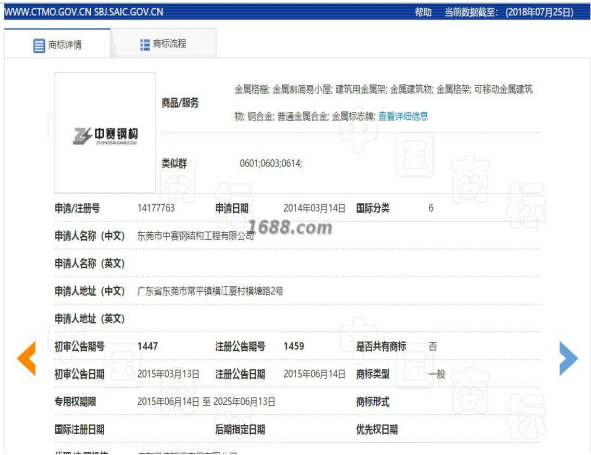 WWW.CTMO.GOV.CN SBJ.SAIC.GOV.CN 帮助 当前数据截至： (2018年07月25日)
商标详情 商标流程
中赛钢构
ZHONGSAIGANGGOU
商品/服务
金属格栅; 金属制简易小屋; 建筑用金属架; 金属建筑物; 金属格架; 可移动金属建筑
物; 钢合金; 普通金属合金; 金属标志牌; 查看详细信息
类似群 0601;0603;0614;
申请/注册号 14177763 申请日期 2014年03月14日 国际分类 6
1688.com
申请人名称（中文） 东莞市中赛钢结构工程有限公司
申请人名称（英文）
申请人地址（中文） 广东省东莞市常平镇横江厦村横塘路2号
申请人地址（英文）
初审公告期号 1447 注册公告期号 1459 是否共有商标 否
初审公告日期 2015年03月13日 注册公告日期 2015年06月14日 商标类型 一般
专用权期限 2015年06月14日 至 2025年06月13日 商标形式
国际注册日期 后期指定日期 优先权日期
中国商标
中国商标